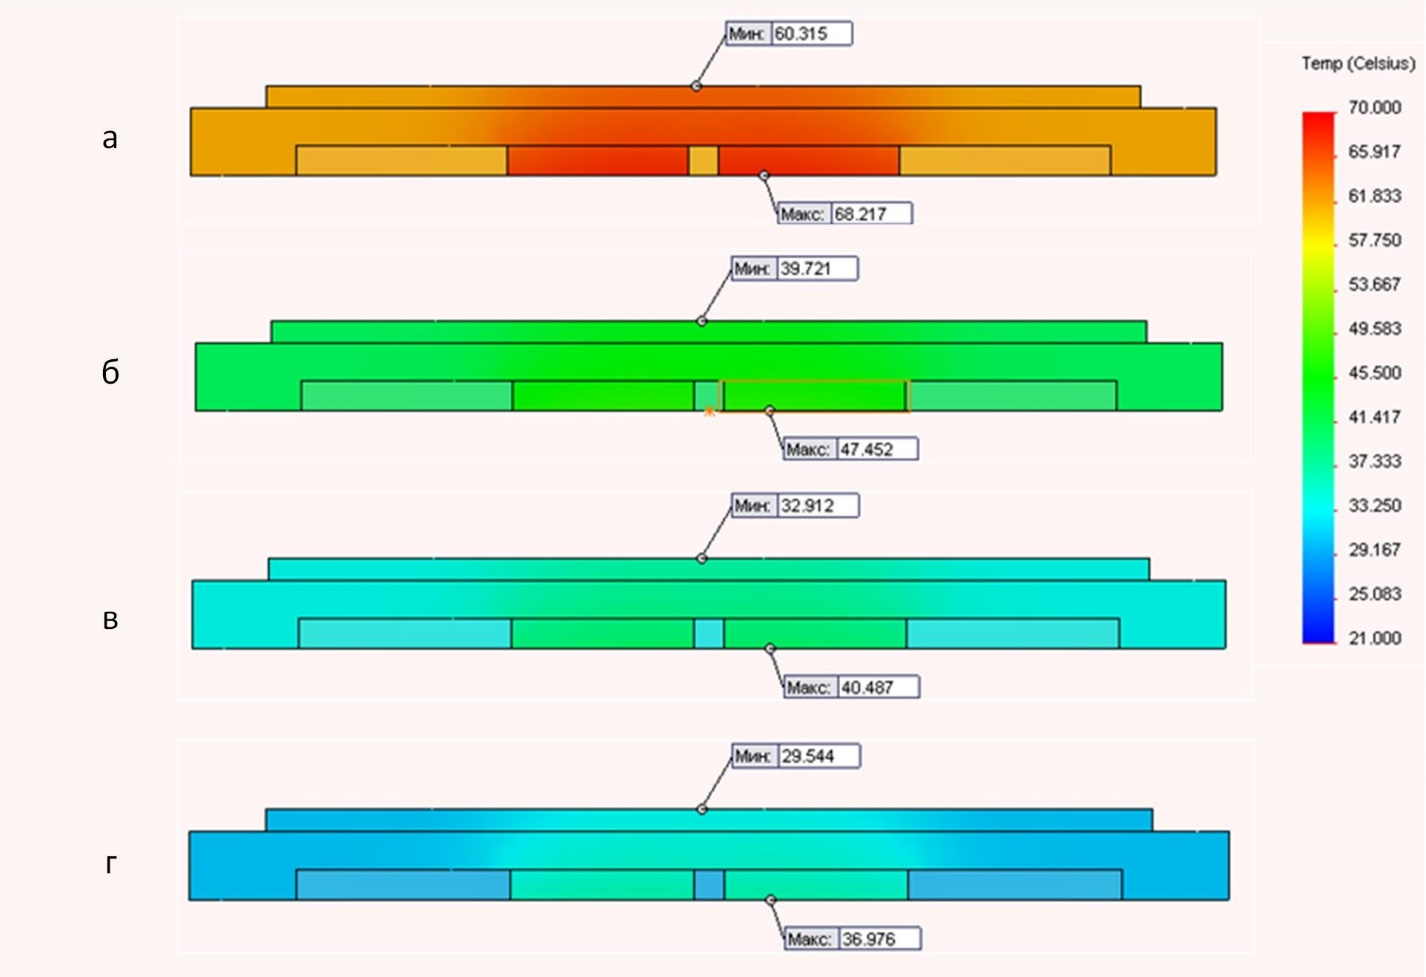 Мин: 60.315
Temp (Celsius)
70.000
65.917
61.833
57.750
53.667
49.583
45.500
41.417
37.333
33.250
29.167
25.083
21.000
а
Макс: 68.217
Мин: 39.721
б
Макс: 47.452
Мин: 32.912
в
Макс: 40.487
Мин: 29.544
г
Макс: 36.976